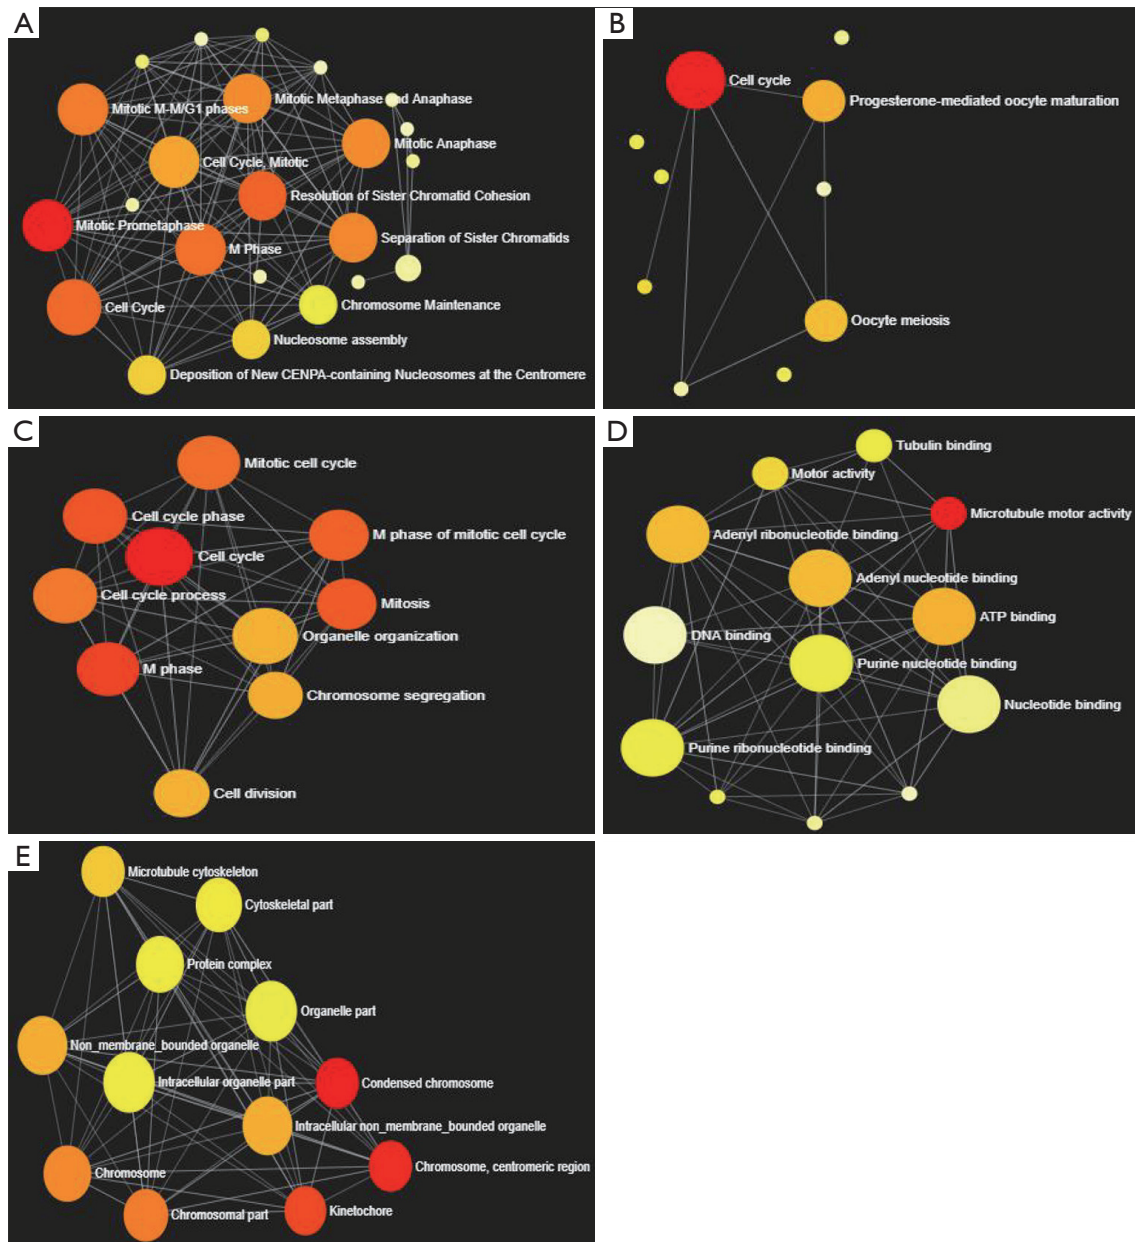 A
Mitotic M-M/G1 phases
Mitotic Metaphase and Anaphase
Mitotic Anaphase
Cell Cycle, Mitotic
Resolution of Sister Chromatid Cohesion
Mitotic Prometaphase
Separation of Sister Chromatids
M Phase
Cell Cycle
Chromosome Maintenance
Nucleosome assembly
Deposition of New CENPA-containing Nucleosomes at the Centromere
B
Cell cycle
Progesterone-mediated oocyte maturation
Oocyte meiosis
C
Mitotic cell cycle
Cell cycle phase
M phase of mitotic cell cycle
Cell cycle
Cell cycle process
Mitosis
Organelle organization
M phase
Chromosome segregation
Cell division
D
Tubulin binding
Motor activity
Microtubule motor activity
Adenyl ribonucleotide binding
Adenyl nucleotide binding
ATP binding
DNA binding
Purine nucleotide binding
Nucleotide binding
Purine ribonucleotide binding
E
Microtubule cytoskeleton
Cytoskeletal part
Protein complex
Organelle part
Non_membrane_bounded organelle
Intracellular organelle part
Condensed chromosome
Intracellular non_membrane_bounded organelle
Chromosome, centromeric region
Chromosome
Chromosomal part
Kinetochore